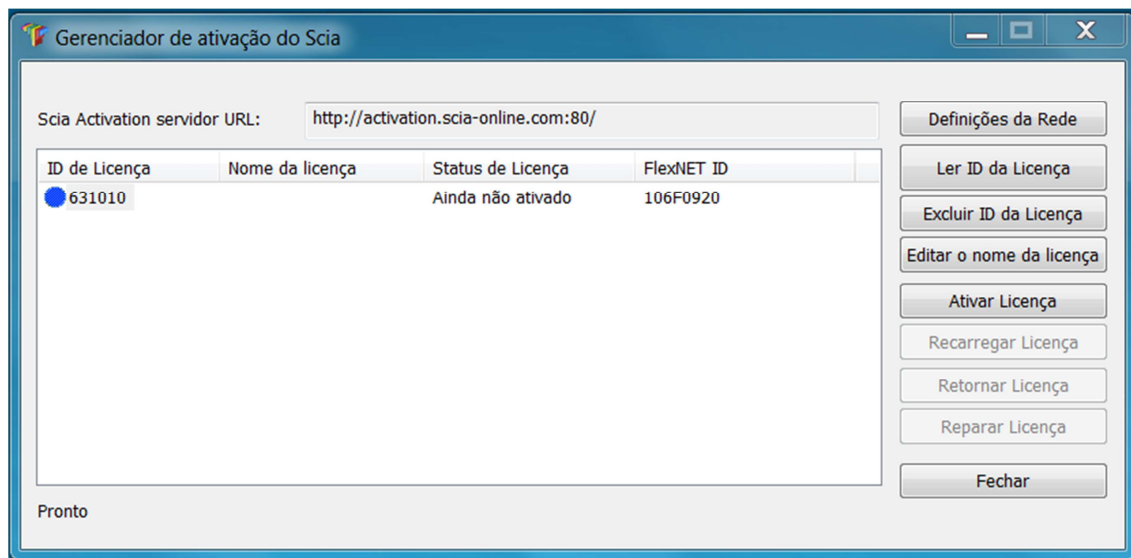 Gerenciador de ativação do Scia
Scia Activation servidor URL: http://activation.scia-online.com:80/
Definições da Rede
ID de Licença Nome da licença Status de Licença FlexNET ID
631010 Ainda não ativado 106F0920
Ler ID da Licença
Excluir ID da Licença
Editar o nome da licença
Ativar Licença
Recarregar Licença
Retornar Licença
Reparar Licença
Fechar
Pronto